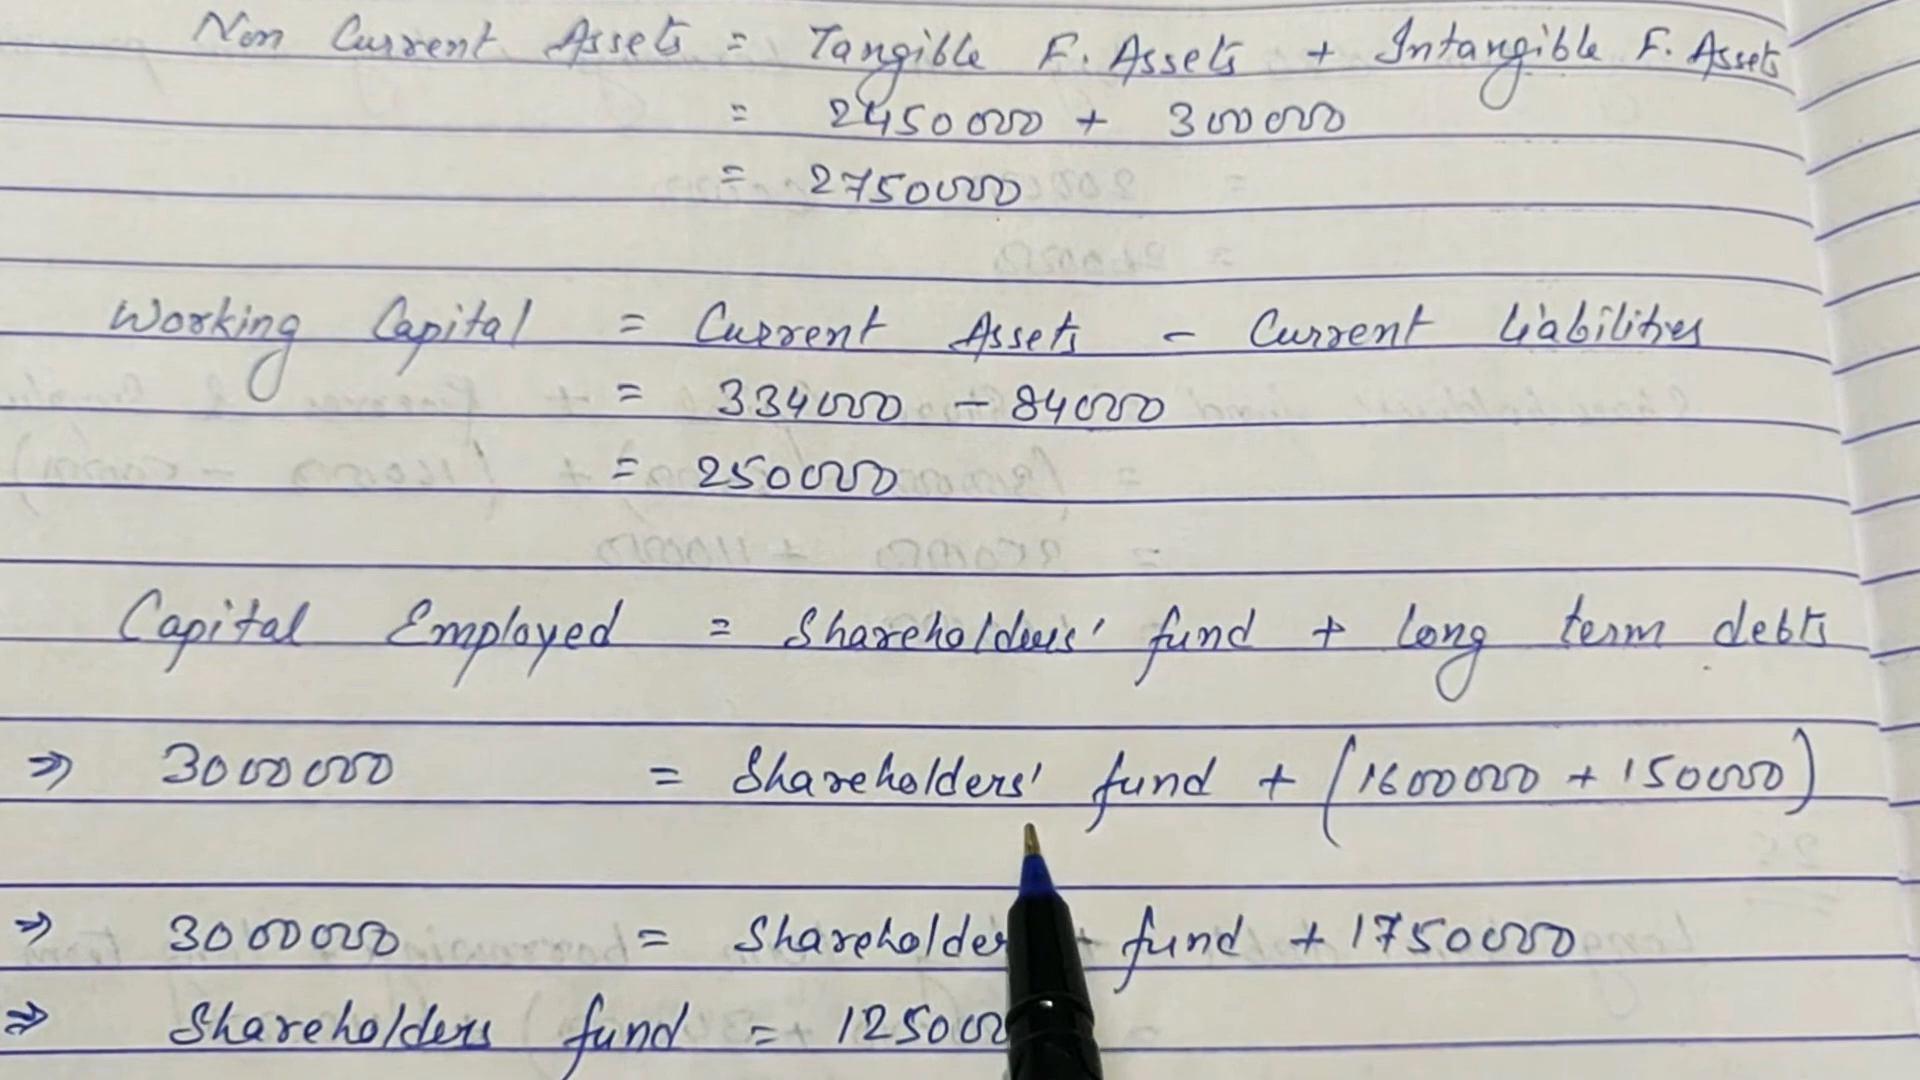 Non Current Assets = Tangible F. Assets + Intangible F. Assets
= 2450000 + 300000
= 2750000
Working Capital = Current Assets - Current Liabilities
= 334000 - 84000
= 250000
Capital Employed = Shareholders' fund + Long term debts
⇒ 3000000 = Shareholders' fund + (1600000 + 150000)
⇒ 3000000 = Shareholder fund + 1750000
⇒ Shareholders fund =